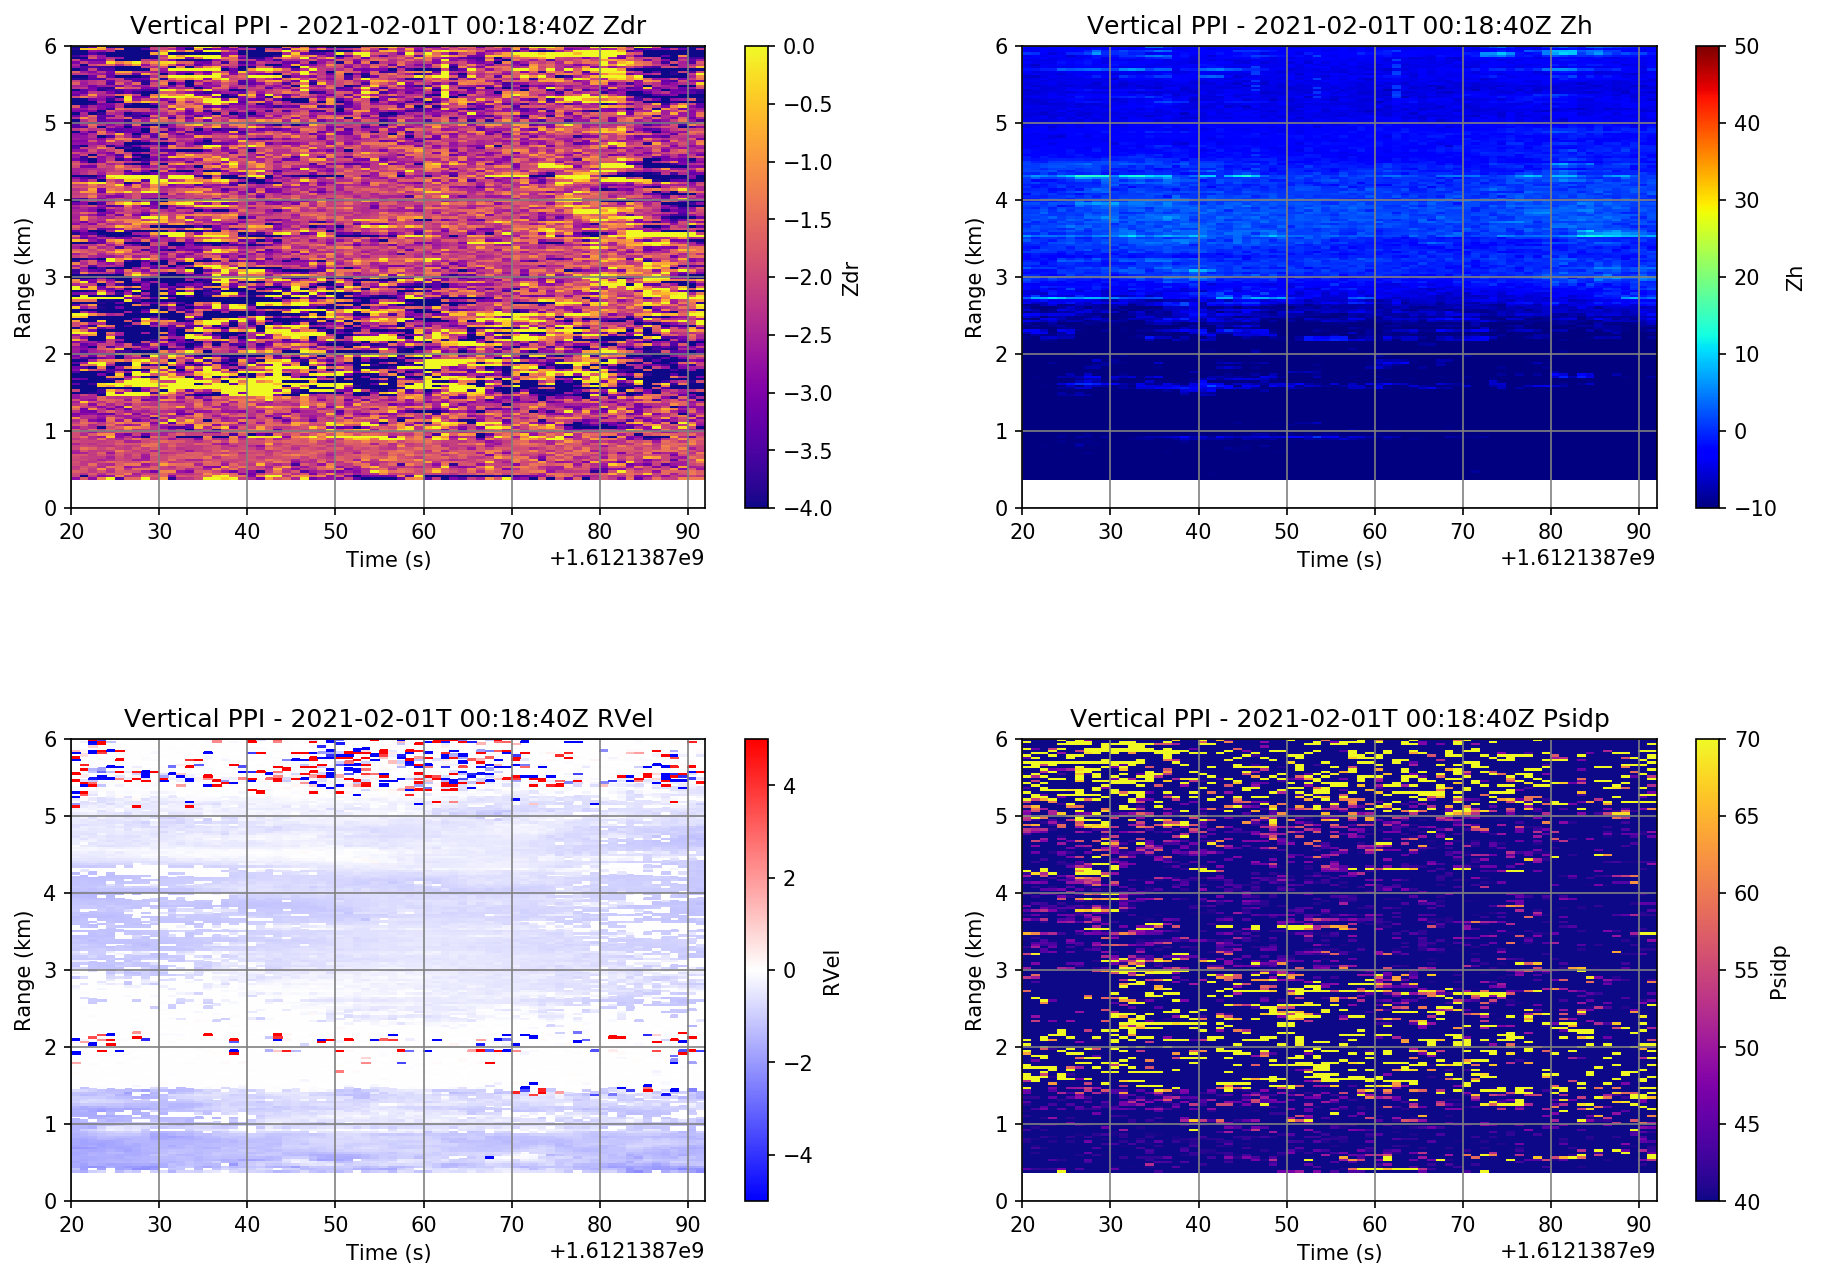 Vertical PPI - 2021-02-01T 00:18:40Z Zdr
6
5
4
3
2
1
0
Range (km)
20 30 40 50 60 70 80 90
Time (s)
+1.6121387e9
0.0
−0.5
−1.0
−1.5
−2.0
−2.5
−3.0
−3.5
−4.0
Zdr
Vertical PPI - 2021-02-01T 00:18:40Z Zh
6
5
4
3
2
1
0
Range (km)
20 30 40 50 60 70 80 90
Time (s)
+1.6121387e9
50
40
30
20
10
0
−10
Zh
Vertical PPI - 2021-02-01T 00:18:40Z RVel
6
5
4
3
2
1
0
Range (km)
20 30 40 50 60 70 80 90
Time (s)
+1.6121387e9
4
2
0
−2
−4
RVel
Vertical PPI - 2021-02-01T 00:18:40Z Psidp
6
5
4
3
2
1
0
Range (km)
20 30 40 50 60 70 80 90
Time (s)
+1.6121387e9
70
65
60
55
50
45
40
Psidp